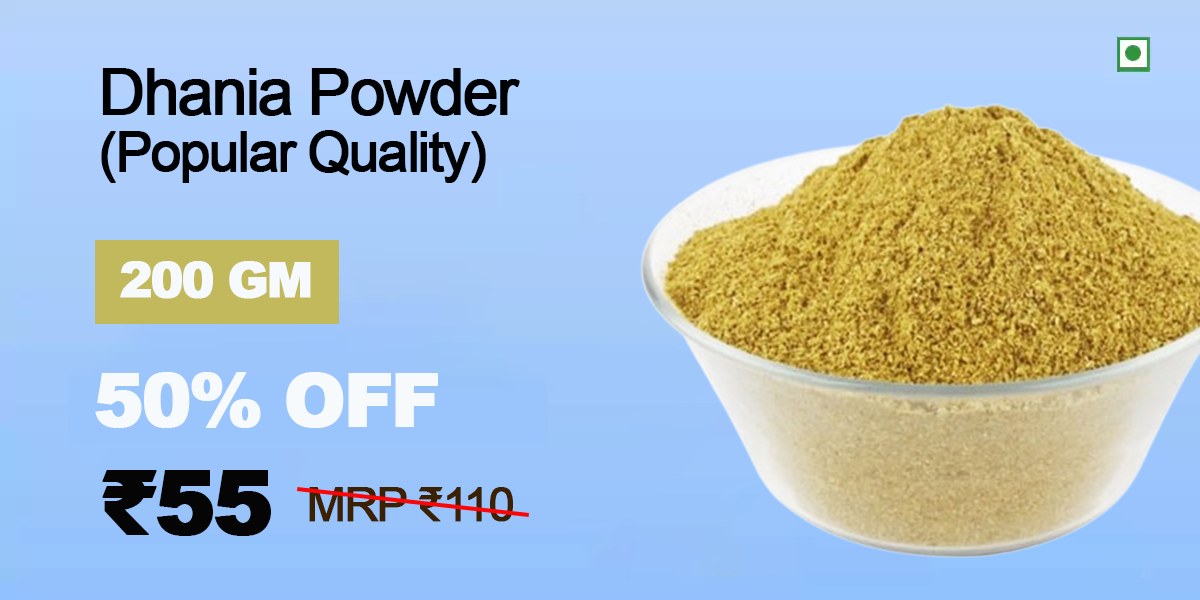 Dhania Powder
(Popular Quality)
200 GM
50% OFF
₹55 MRP ₹110